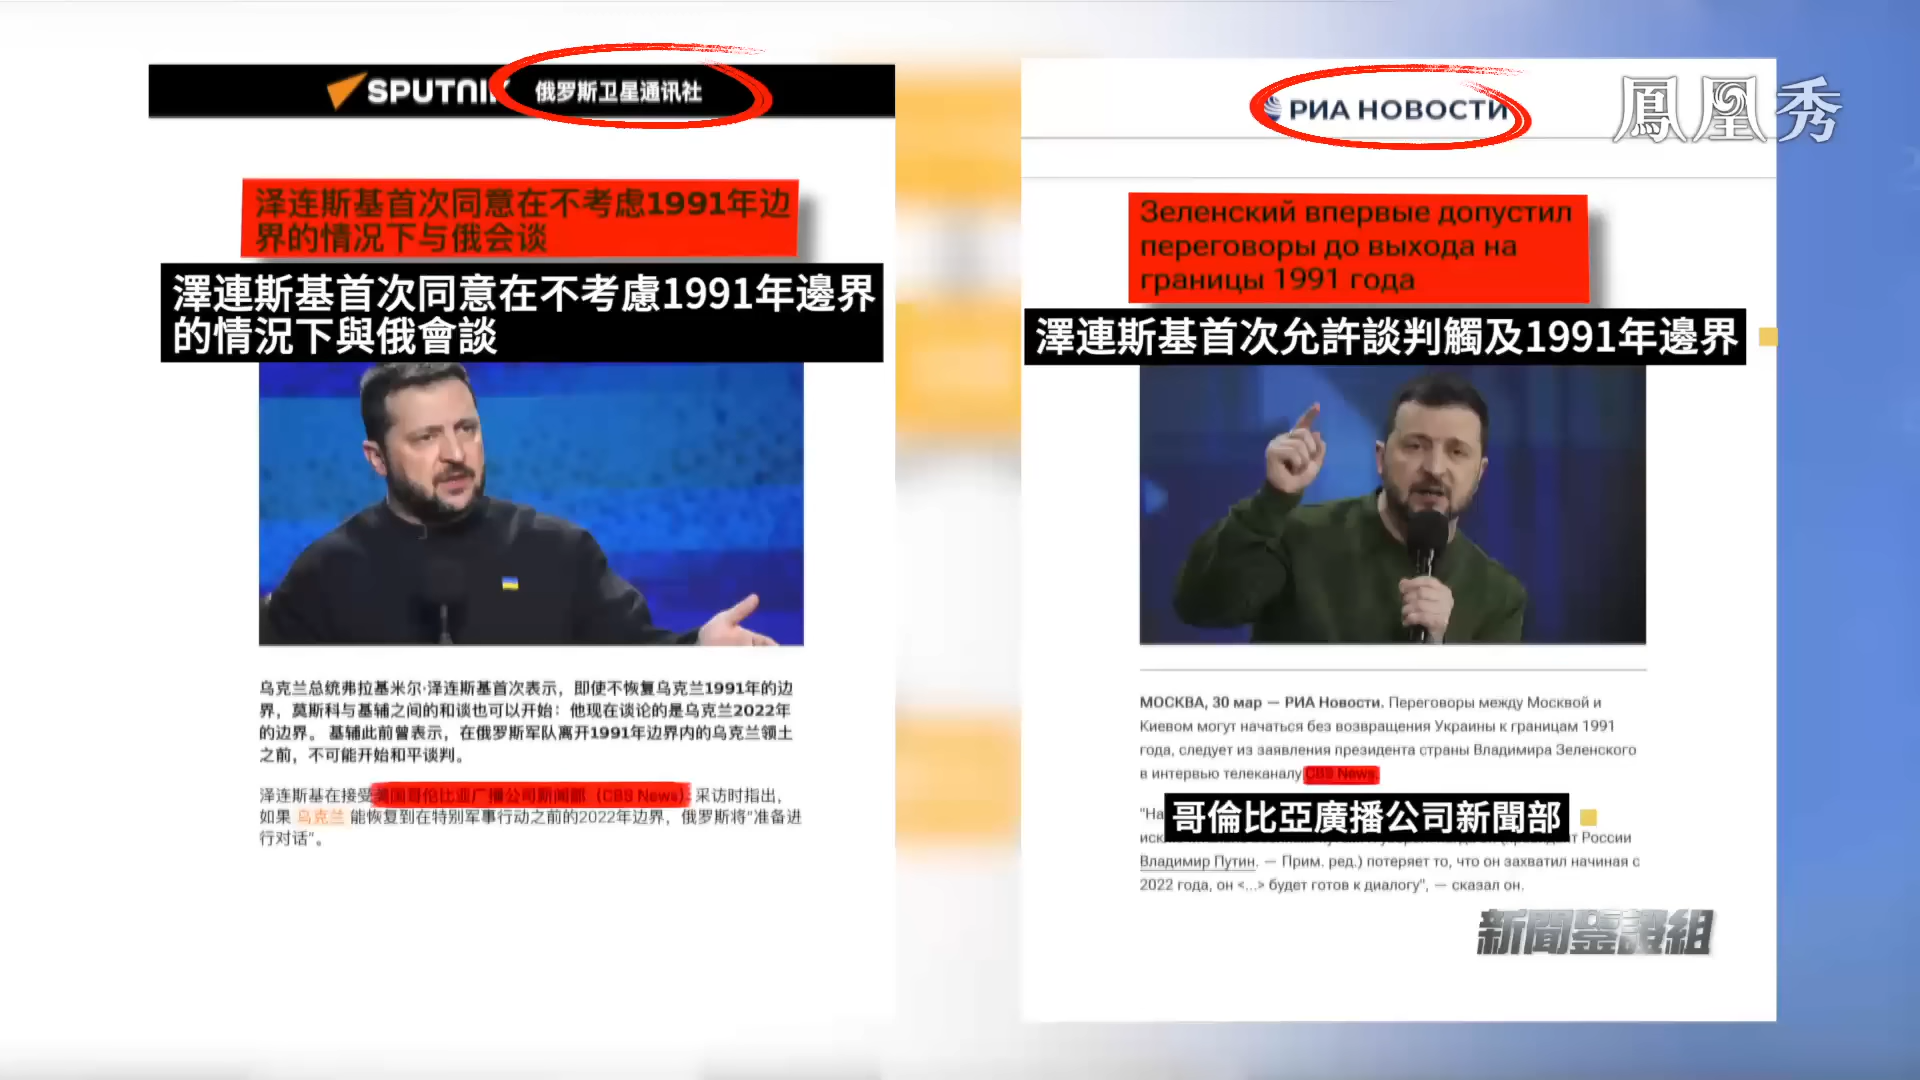 SPUTNIK 俄罗斯卫星通讯社
泽连斯基首次同意在不考虑1991年边
界的情况下与俄会谈
澤連斯基首次同意在不考慮1991年邊界
的情況下與俄會談
乌克兰总统弗拉基米尔·泽连斯基首次表示，即使不恢复乌克兰1991年的边
界，莫斯科与基辅之间的和谈也可以开始：他现在谈论的是乌克兰2022年
的边界。 基辅此前曾表示，在俄罗斯军队离开1991年边界内的乌克兰领土
之前，不可能开始和平谈判。
泽连斯基在接受美国哥伦比亚广播公司新闻部（CBS News）采访时指出，
如果 乌克兰 能恢复到在特别军事行动之前的2022年边界，俄罗斯将"准备进
行对话"。
РИА НОВОСТИ
鳳凰秀
Зеленский впервые допустил
переговоры до выхода на
границы 1991 года
澤連斯基首次允許談判觸及1991年邊界
МОСКВА, 30 мар — РИА Новости. Переговоры между Москвой и
Киевом могут начаться без возвращения Украины к границам 1991
года, следует из заявления президента страны Владимира Зеленского
в интервью телеканалу CBS News.
"На
哥倫比亞廣播公司新聞部
России
Владимир Путин. — Прим. ред.) потеряет то, что он захватил начиная с
2022 года, он <...> будет готов к диалогу", — сказал он.
新聞鑒證組